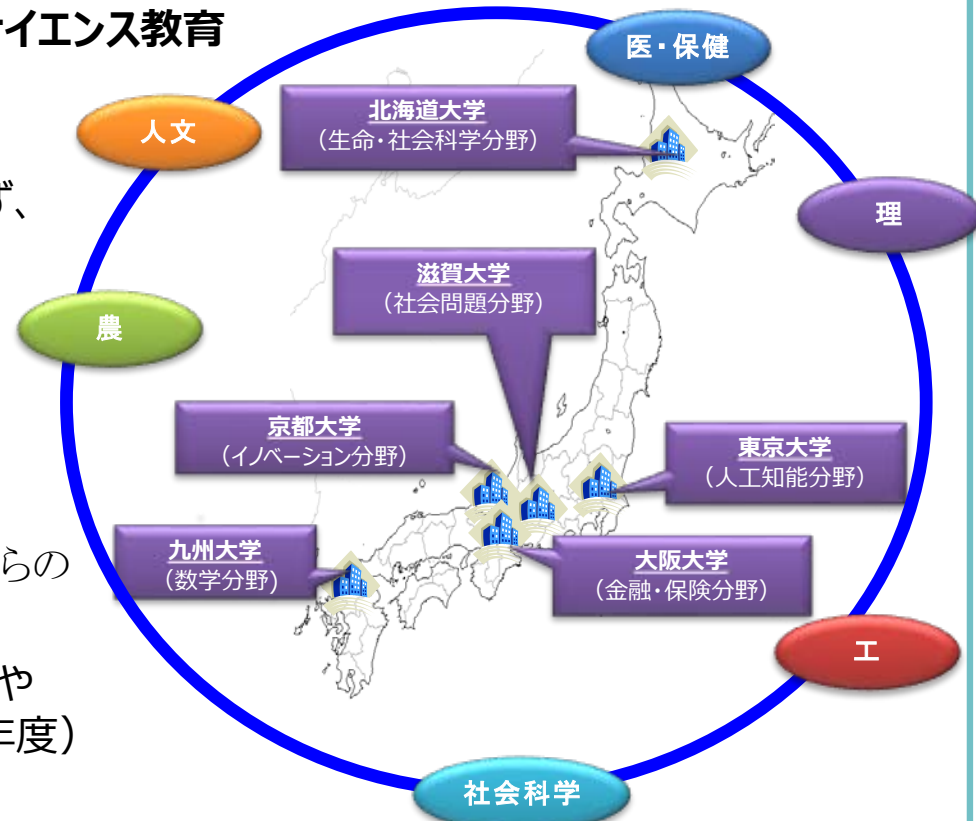 サイエンス教育
医・保健
人文
北海道大学
（生命・社会科学分野）
ず、
理
滋賀大学
（社会問題分野）
農
京都大学
（イノベーション分野）
東京大学
（人工知能分野）
九州大学
（数学分野）
らの
大阪大学
（金融・保険分野）
工
や
年度）
社会科学